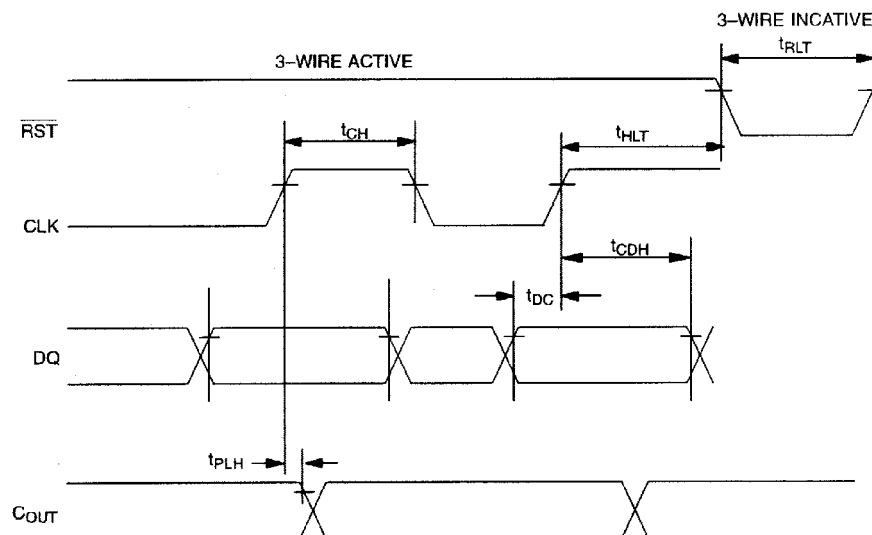 3–WIRE INCATIVE
3–WIRE ACTIVE
tRLT
RST
tCH
tHLT
CLK
tCDH
tDC
DQ
tPLH
COUT